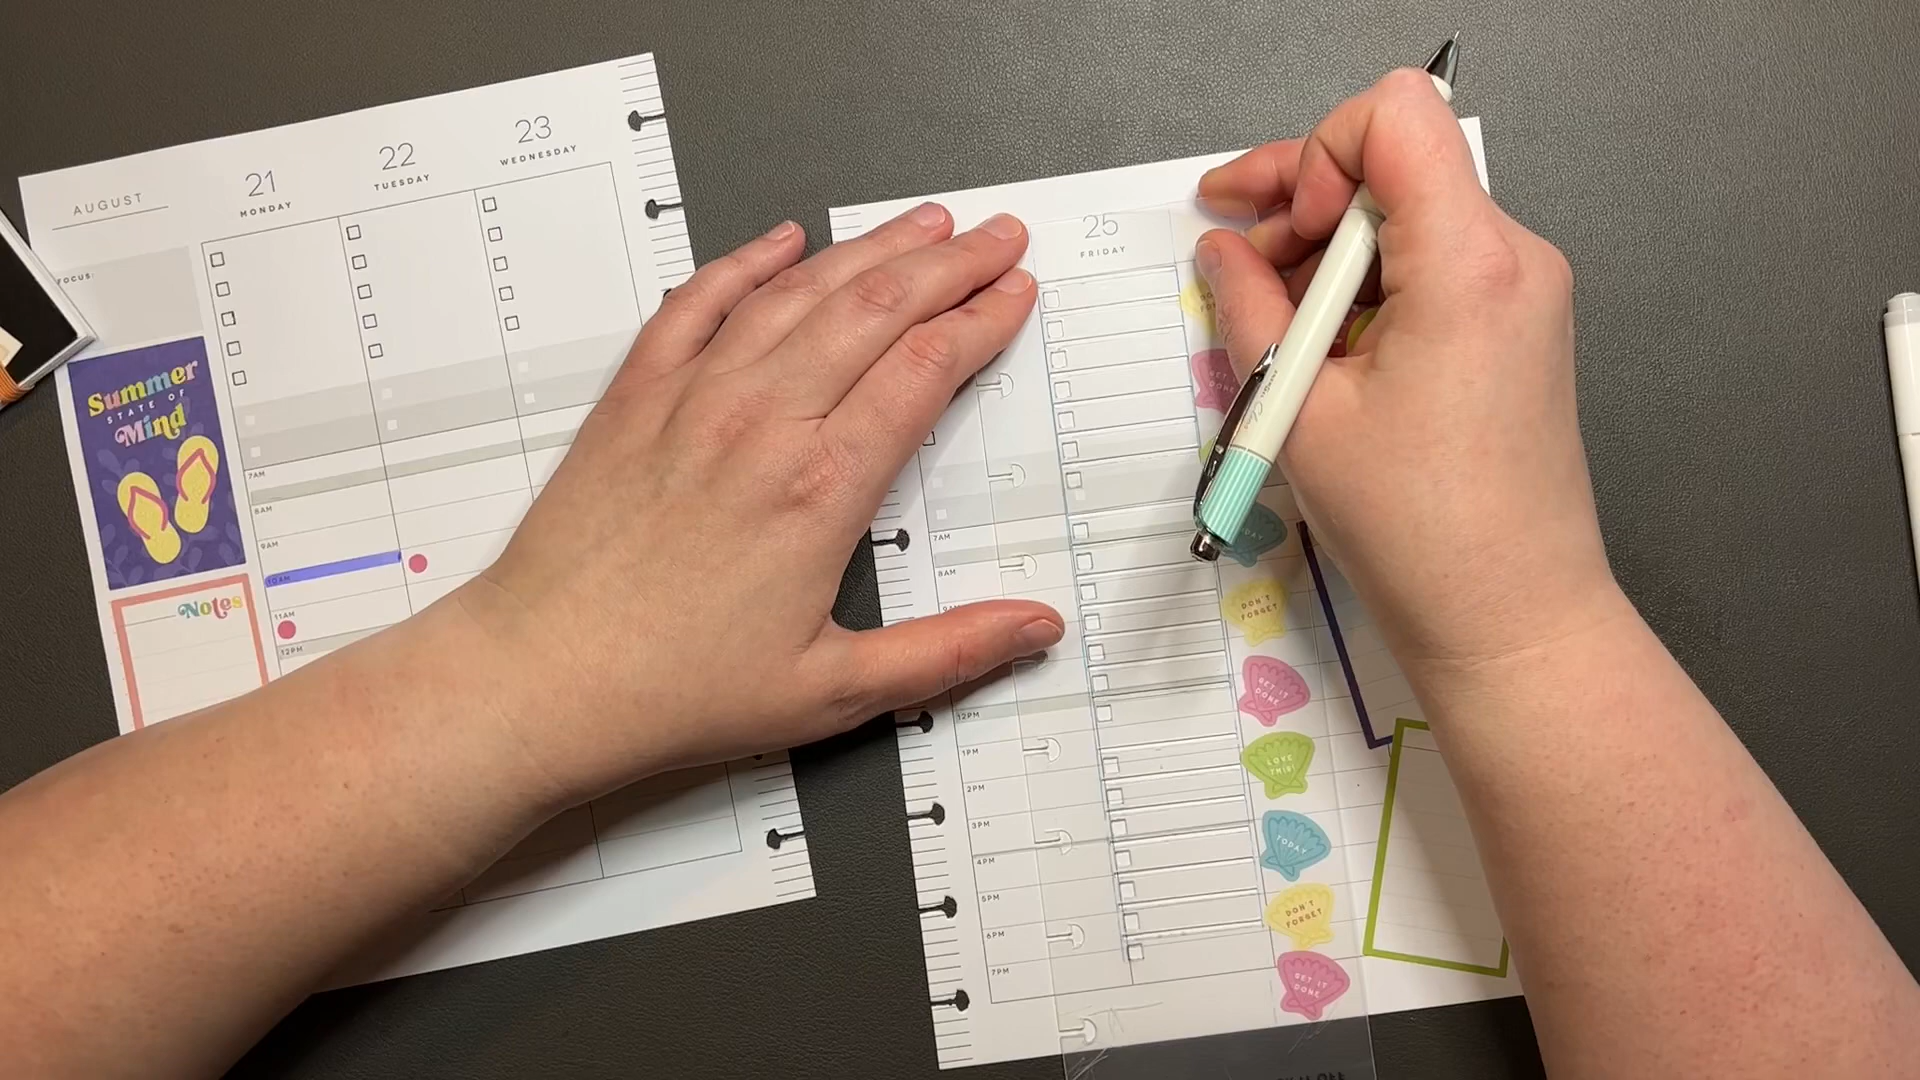 AUGUST
21
MONDAY
22
TUESDAY
23
WEDNESDAY
FOCUS:
Summer
STATE OF
Mind
Notes
7AM
8AM
9AM
10AM
11AM
12PM
25
FRIDAY
7AM
8AM
12PM
1PM
2PM
3PM
4PM
5PM
6PM
7PM
DON'T
FORGET
GET IT
DONE
LOVE
THIS!
TODAY
DON'T
FORGET
GET IT
DONE